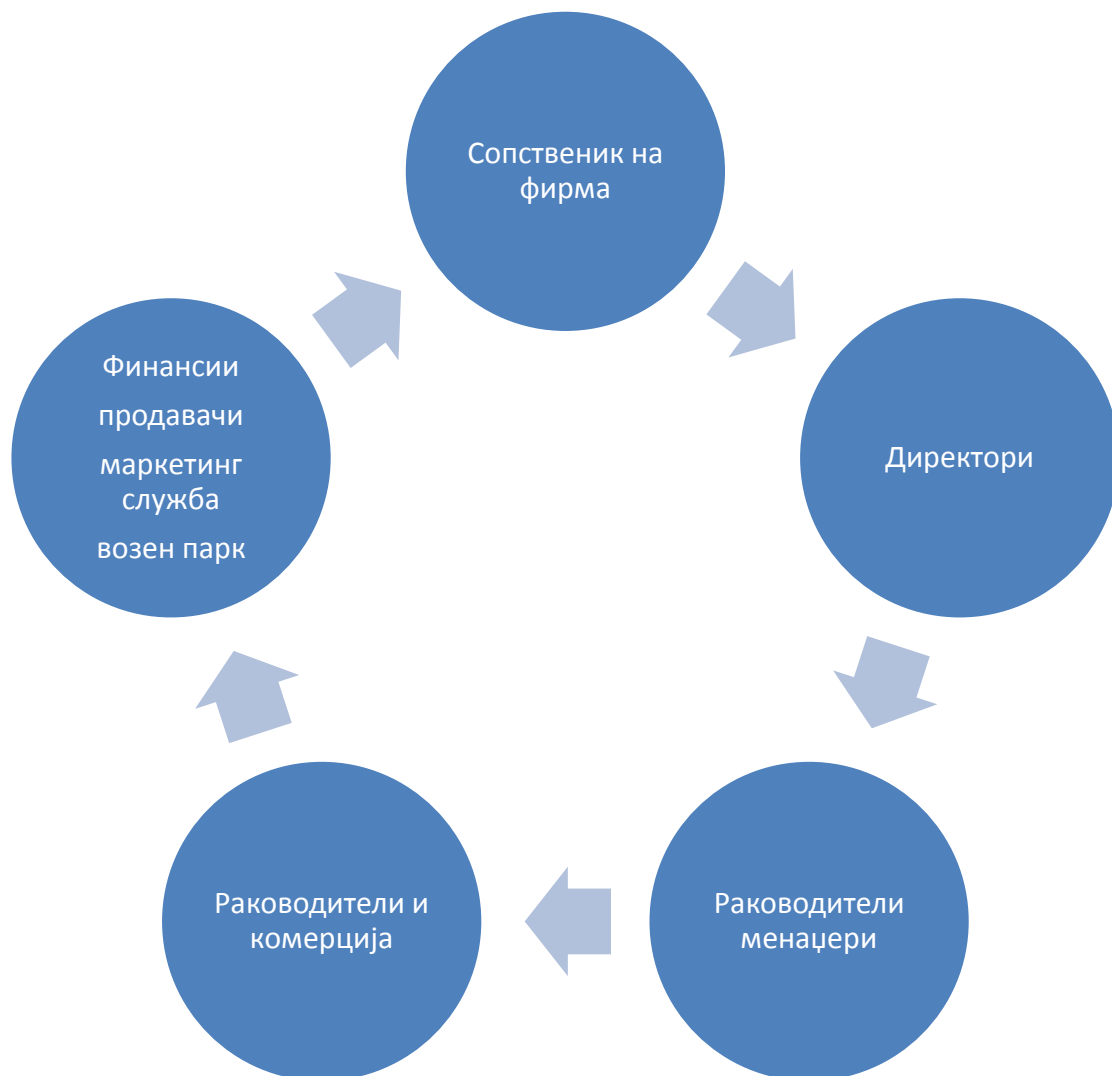 Сопственик на
фирма
Директори
Раководители
менаџери
Раководители и
комерција
Финансии
продавачи
маркетинг
служба
возен парк